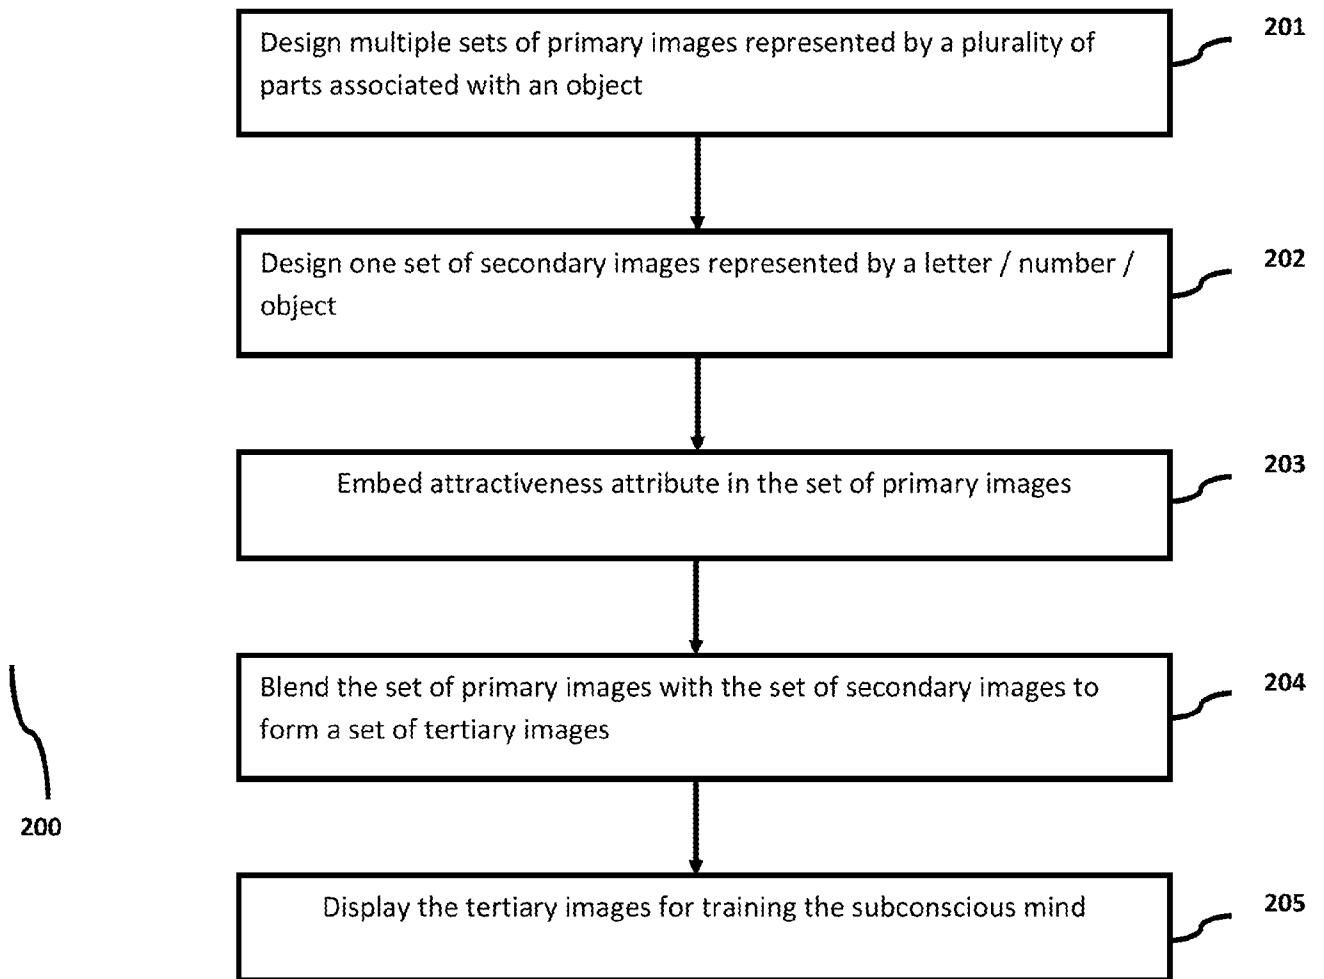 Design multiple sets of primary images represented by a plurality of
parts associated with an object
201
Design one set of secondary images represented by a letter / number /
object
202
Embed attractiveness attribute in the set of primary images
203
Blend the set of primary images with the set of secondary images to
form a set of tertiary images
204
200
Display the tertiary images for training the subconscious mind
205